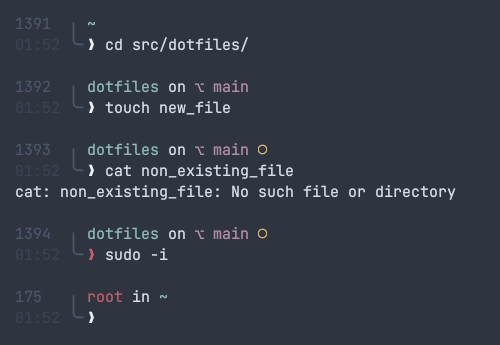 1391 ~
01:52 ❱ cd src/dotfiles/
1392 dotfiles on ⌥ main
01:52 ❱ touch new_file
1393 dotfiles on ⌥ main ○
01:52 ❱ cat non_existing_file
cat: non_existing_file: No such file or directory
1394 dotfiles on ⌥ main ○
01:52 ❱ sudo -i
175 root in ~
01:52 ❱